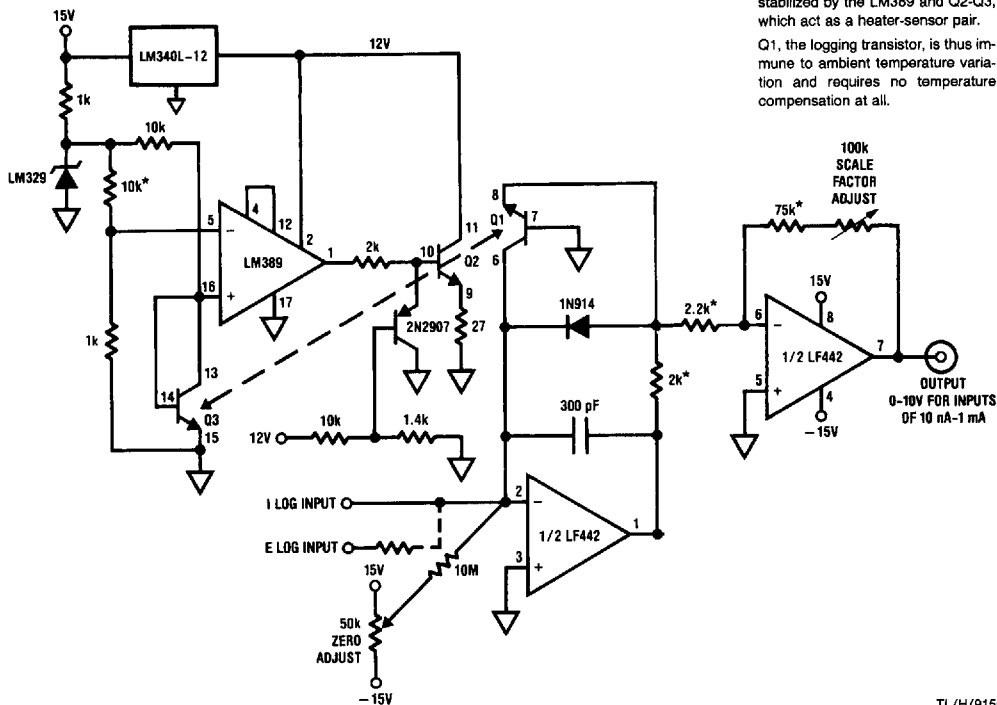 stabilized by the LM389 and Q2-Q3,
which act as a heater-sensor pair.
Q1, the logging transistor, is thus im-
mune to ambient temperature varia-
tion and requires no temperature
compensation at all.
15V
LM340L-12
12V
1k
10k
LM329
10k*
5
4
12
2
LM389
1
2k
10
11
Q2
9
16
17
27
2N2907
1k
13
14
Q3
15
12V
10k
1.4k
8
Q1
7
6
1N914
2.2k*
2k*
300 pF
100k
SCALE
FACTOR
ADJUST
75k*
15V
8
6
1/2 LF442
7
5
4
-15V
OUTPUT
0-10V FOR INPUTS
OF 10 nA-1 mA
I LOG INPUT
E LOG INPUT
2
1/2 LF442
1
3
10M
15V
50k
ZERO
ADJUST
-15V